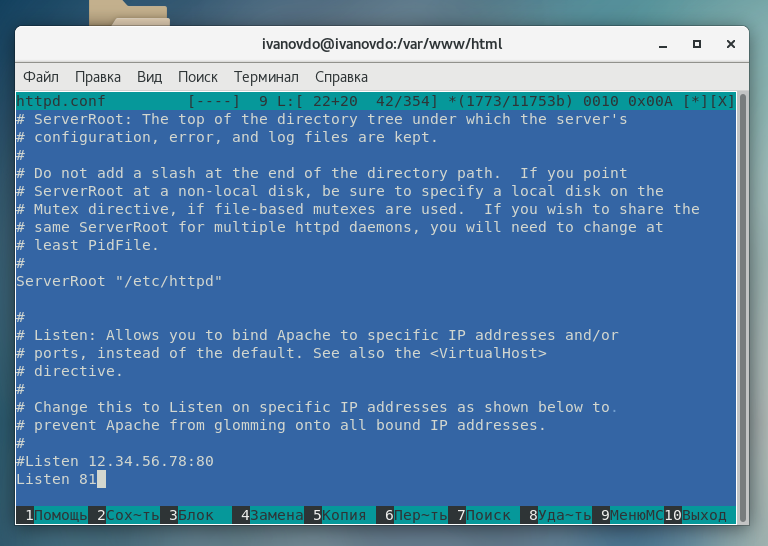 ivanovdo@ivanovdo:/var/www/html
Файл Правка Вид Поиск Терминал Справка
httpd.conf [----] 9 L:[ 22+20 42/354] *(1773/11753b) 0010 0x00A [*][X]
# ServerRoot: The top of the directory tree under which the server's
# configuration, error, and log files are kept.
#
# Do not add a slash at the end of the directory path.  If you point
# ServerRoot at a non-local disk, be sure to specify a local disk on the
# Mutex directive, if file-based mutexes are used.  If you wish to share the
# same ServerRoot for multiple httpd daemons, you will need to change at
# least PidFile.
#
ServerRoot "/etc/httpd"
#
# Listen: Allows you to bind Apache to specific IP addresses and/or
# ports, instead of the default. See also the <VirtualHost>
# directive.
#
# Change this to Listen on specific IP addresses as shown below to.
# prevent Apache from glomming onto all bound IP addresses.
#
#Listen 12.34.56.78:80
Listen 81
1Помощь 2Сох~ть 3Блок 4Замена 5Копия 6Пер~ть 7Поиск 8Уда~ть 9МенюMC 10Выход